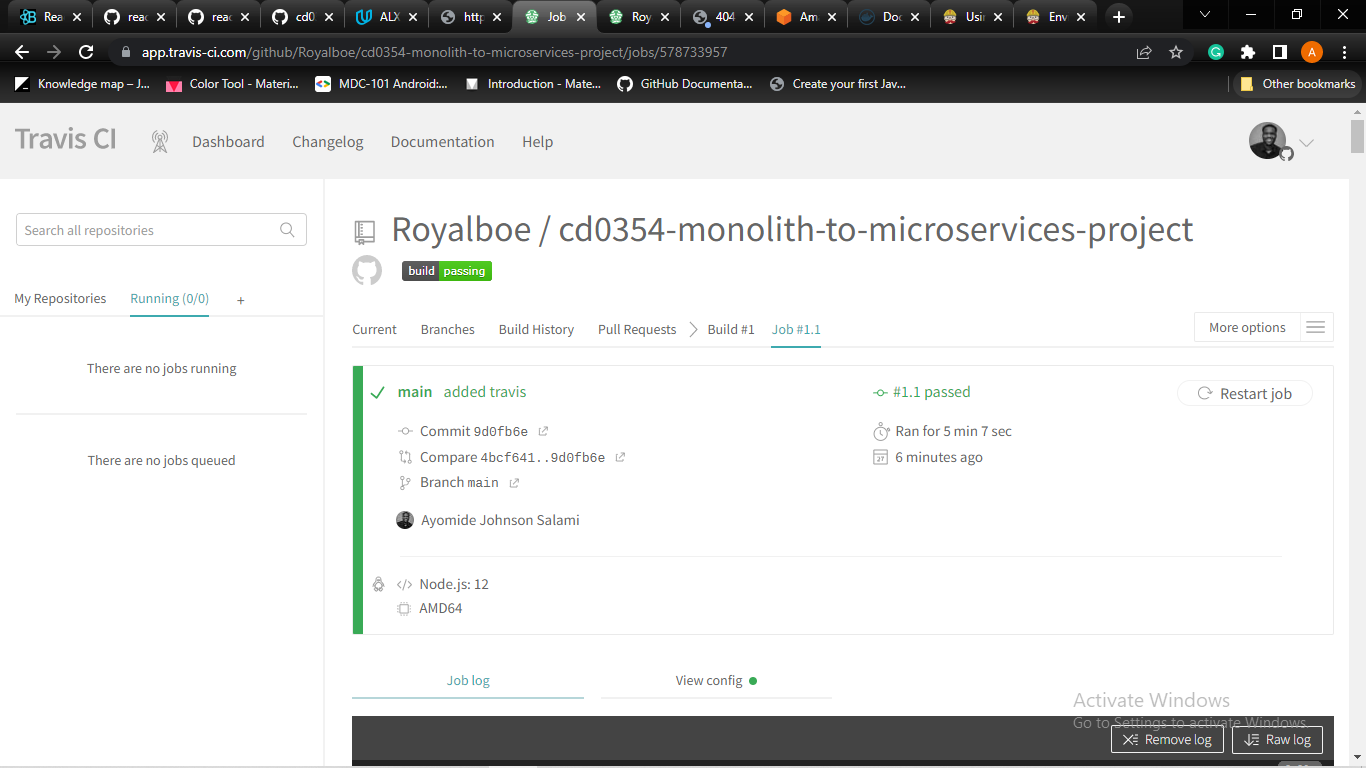 Rea
reac
reac
cd0
ALX
http
Job
Roy
404
Ama
Doc
Usin
Env
app.travis-ci.com/github/Royalboe/cd0354-monolith-to-microservices-project/jobs/578733957
A
Knowledge map – J...
Color Tool - Materi...
MDC-101 Android:...
Introduction - Mate...
GitHub Documenta...
Create your first Jav...
Other bookmarks
Travis CI
Dashboard
Changelog
Documentation
Help
Search all repositories
Royalboe / cd0354-monolith-to-microservices-project
build passing
My Repositories
Running (0/0)
+
Current
Branches
Build History
Pull Requests
Build #1
Job #1.1
More options
There are no jobs running
There are no jobs queued
main added travis
#1.1 passed
Restart job
Commit 9d0fb6e
Ran for 5 min 7 sec
Compare 4bcf641..9d0fb6e
6 minutes ago
Branch main
Ayomide Johnson Salami
Node.js: 12
AMD64
Job log
View config
Activate Windows
Go to Settings to activate Windows.
Remove log
Raw log